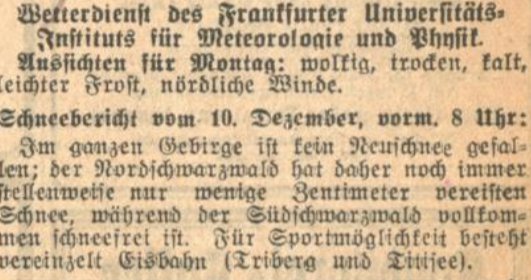 Wetterdienst des Frankfurter Universitäts-
Instituts für Meteorologie und Physik.
Aussichten für Montag: wolkig, trocken, kalt,
leichter Frost, nördliche Winde.
Schneebericht vom 10. Dezember, vorm. 8 Uhr:
Im ganzen Gebirge ist kein Neuschnee gefal-
len; der Nordschwarzwald hat daher noch immer
stellenweise nur wenige Zentimeter vereisten
Schnee, während der Südschwarzwald vollkom-
men schneefrei ist. Für Sportmöglichkeit besteht
vereinzelt Eisbahn (Triberg und Titisee).